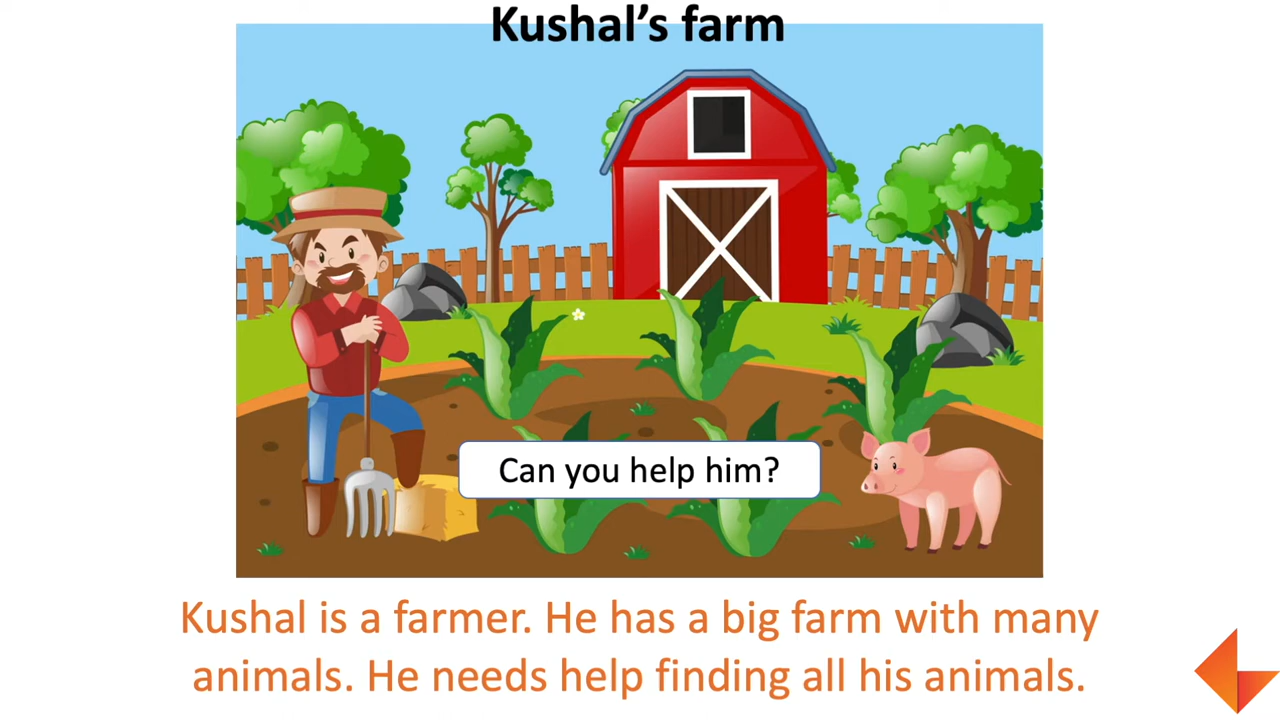 Kushal’s farm
Can you help him?
Kushal is a farmer. He has a big farm with many
animals. He needs help finding all his animals.